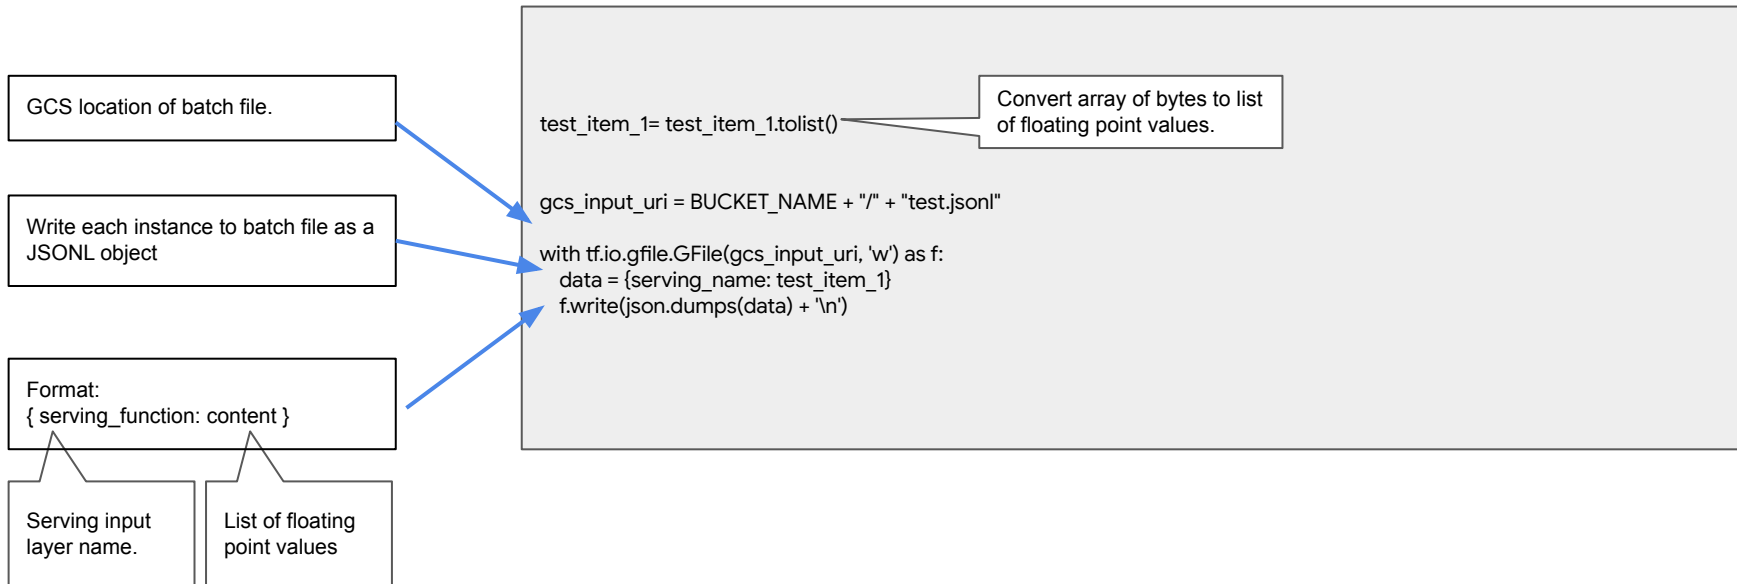 GCS location of batch file.
Write each instance to batch file as a
JSONL object
Format:
{ serving_function: content }
Serving input
layer name.
List of floating
point values
test_item_1= test_item_1.tolist()
Convert array of bytes to list
of floating point values.
gcs_input_uri = BUCKET_NAME + "/" + "test.jsonl"
with tf.io.gfile.GFile(gcs_input_uri, 'w') as f:
data = {serving_name: test_item_1}
f.write(json.dumps(data) + '\n')